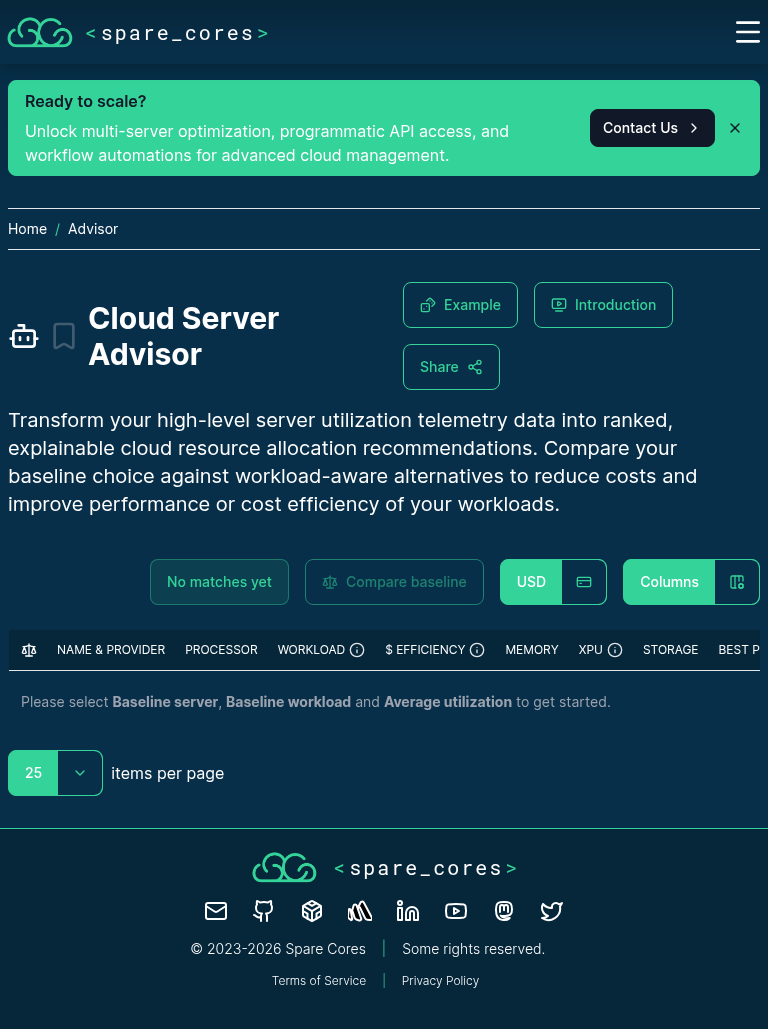 <spare_cores>
Ready to scale?
Unlock multi-server optimization, programmatic API access, and
workflow automations for advanced cloud management.
Contact Us
Home / Advisor
Cloud Server
Advisor
Example
Introduction
Share
Transform your high-level server utilization telemetry data into ranked,
explainable cloud resource allocation recommendations. Compare your
baseline choice against workload-aware alternatives to reduce costs and
improve performance or cost efficiency of your workloads.
No matches yet
Compare baseline
USD
Columns
NAME & PROVIDER PROCESSOR WORKLOAD $ EFFICIENCY MEMORY XPU STORAGE BEST P
Please select Baseline server, Baseline workload and Average utilization to get started.
25 items per page
<spare_cores>
© 2023-2026 Spare Cores | Some rights reserved.
Terms of Service | Privacy Policy